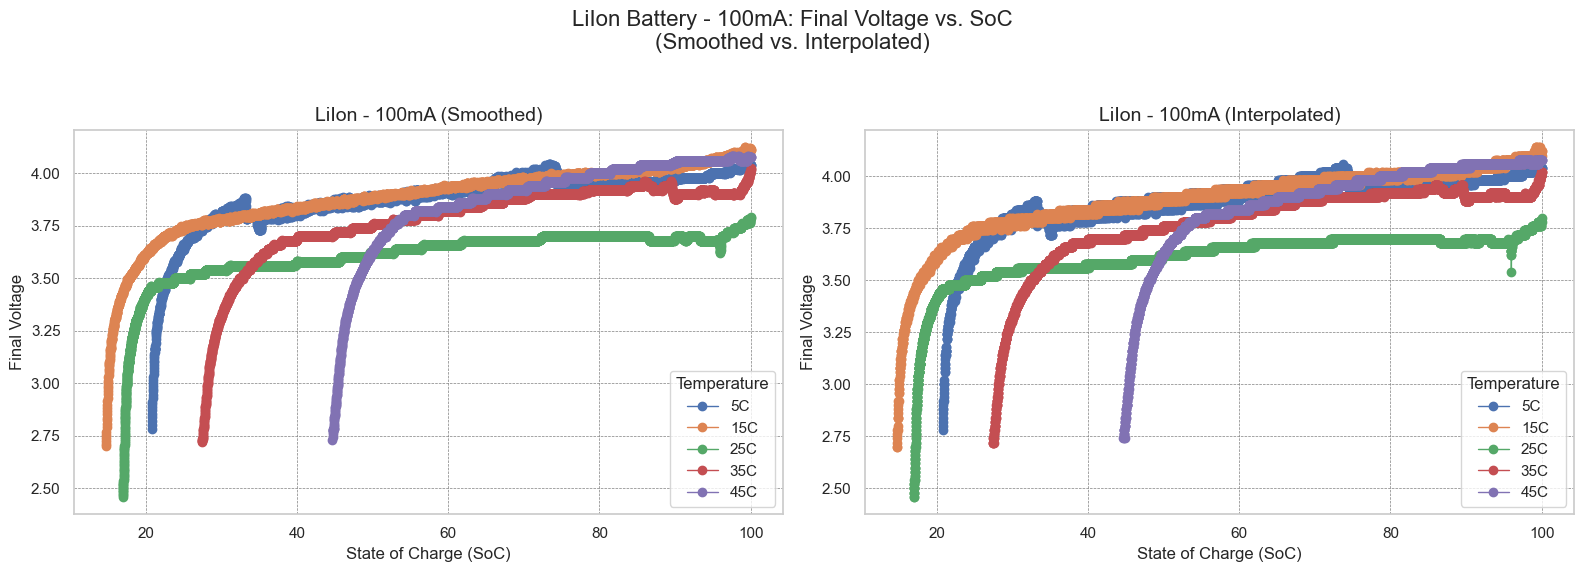 LiIon Battery - 100mA: Final Voltage vs. SoC
(Smoothed vs. Interpolated)
LiIon - 100mA (Smoothed)
Final Voltage
4.00
3.75
3.50
3.25
3.00
2.75
2.50
20
40
60
80
100
State of Charge (SoC)
Temperature
5C
15C
25C
35C
45C
LiIon - 100mA (Interpolated)
Final Voltage
4.00
3.75
3.50
3.25
3.00
2.75
2.50
20
40
60
80
100
State of Charge (SoC)
Temperature
5C
15C
25C
35C
45C